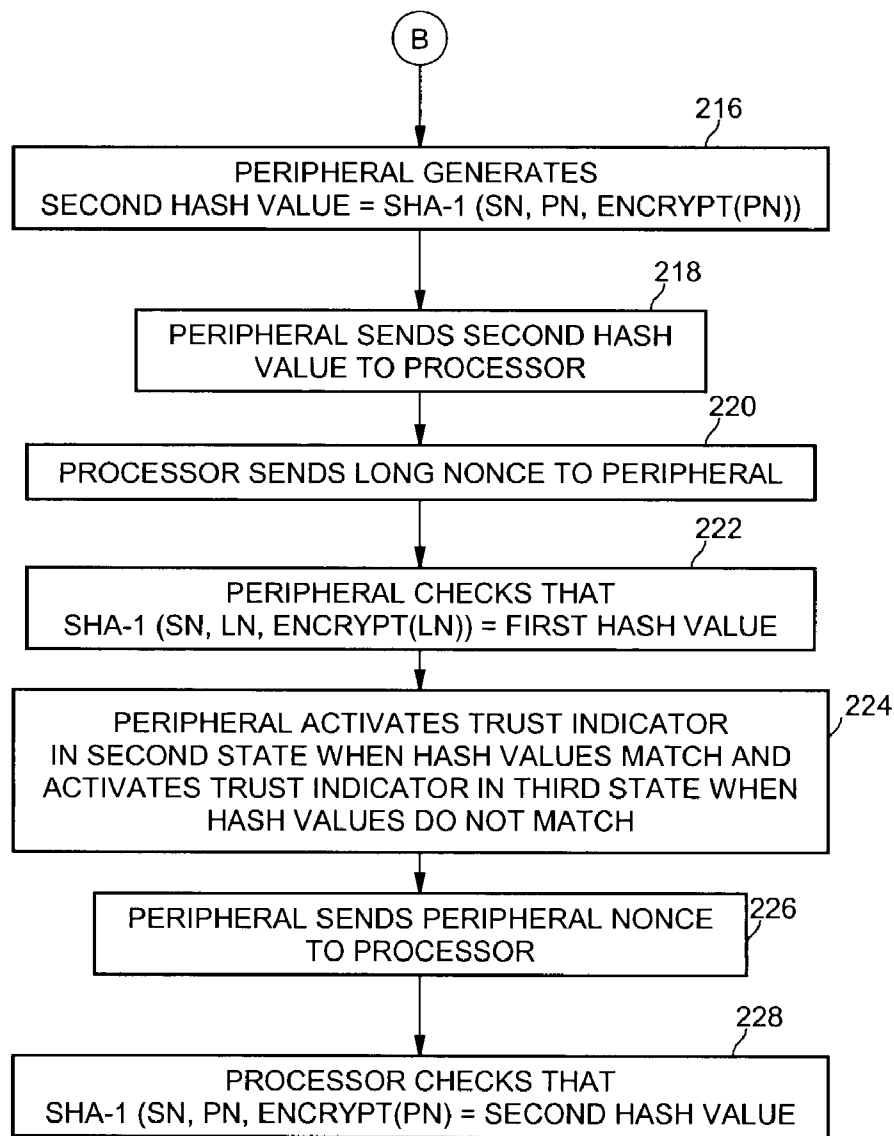 B
216
PERIPHERAL GENERATES
SECOND HASH VALUE = SHA-1 (SN, PN, ENCRYPT(PN))
218
PERIPHERAL SENDS SECOND HASH
VALUE TO PROCESSOR
220
PROCESSOR SENDS LONG NONCE TO PERIPHERAL
222
PERIPHERAL CHECKS THAT
SHA-1 (SN, LN, ENCRYPT(LN)) = FIRST HASH VALUE
224
PERIPHERAL ACTIVATES TRUST INDICATOR
IN SECOND STATE WHEN HASH VALUES MATCH AND
ACTIVATES TRUST INDICATOR IN THIRD STATE WHEN
HASH VALUES DO NOT MATCH
226
PERIPHERAL SENDS PERIPHERAL NONCE
TO PROCESSOR
228
PROCESSOR CHECKS THAT
SHA-1 (SN, PN, ENCRYPT(PN) = SECOND HASH VALUE